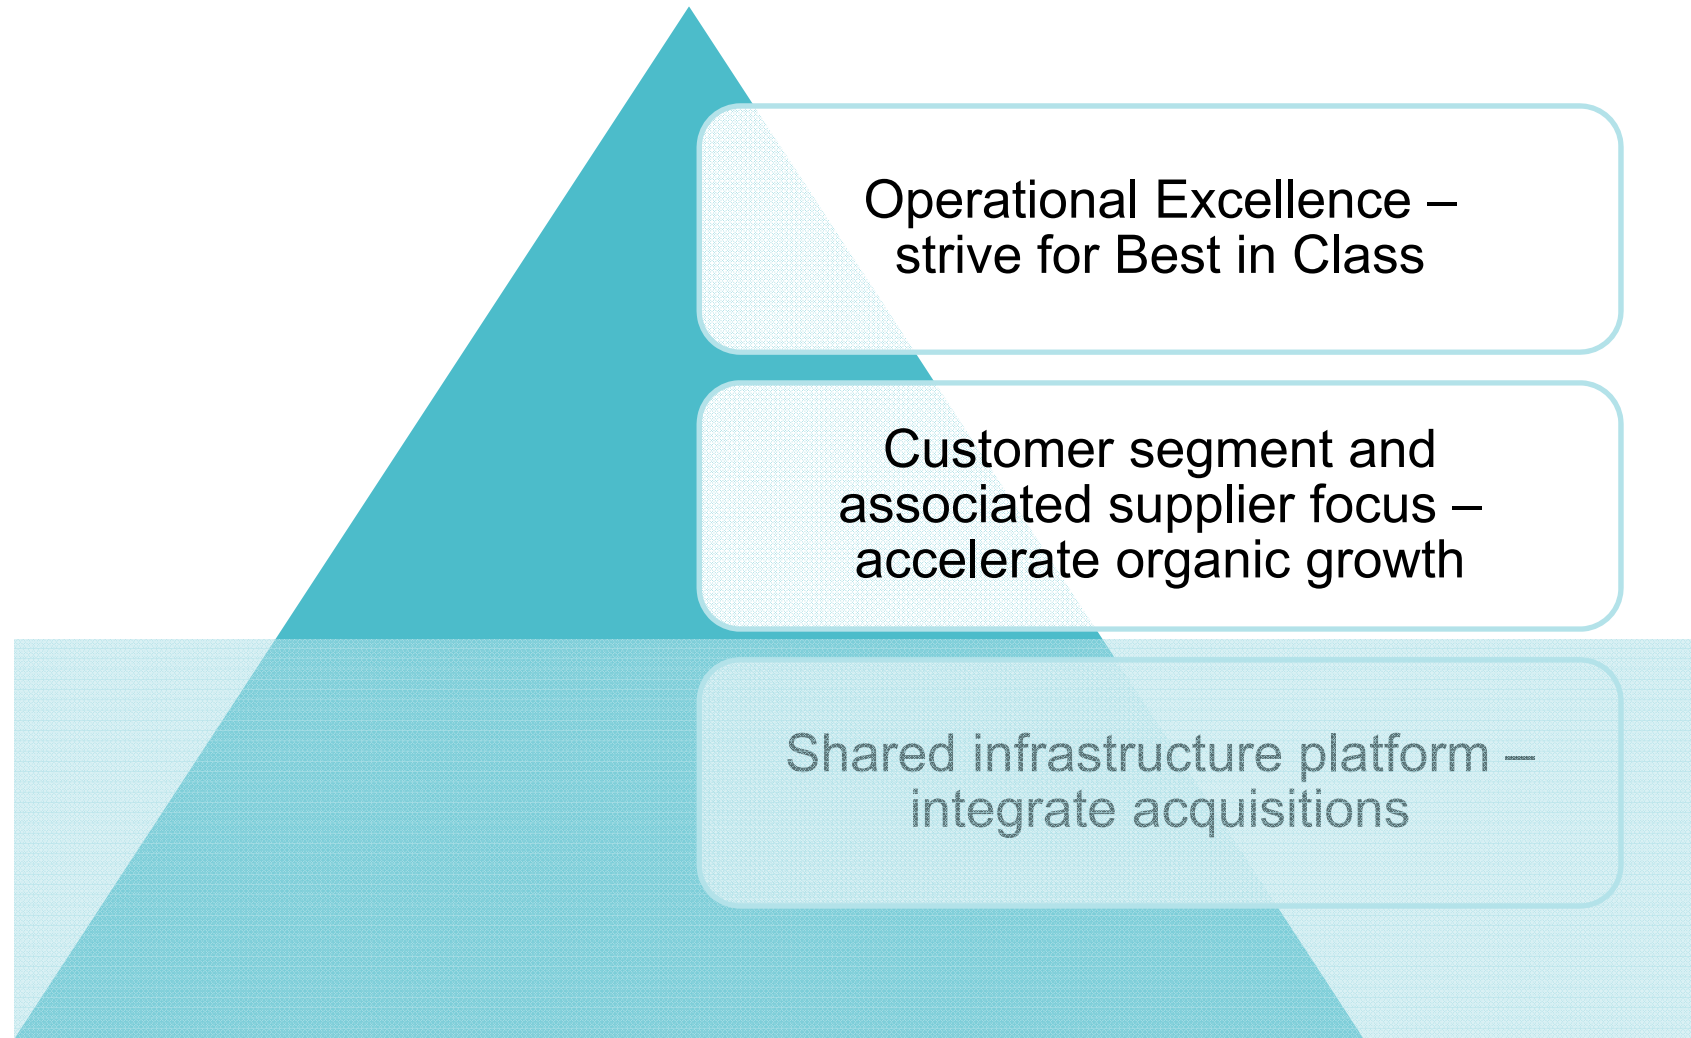 Operational Excellence –
strive for Best in Class
Customer segment and
associated supplier focus –
accelerate organic growth
Shared infrastructure platform –
integrate acquisitions